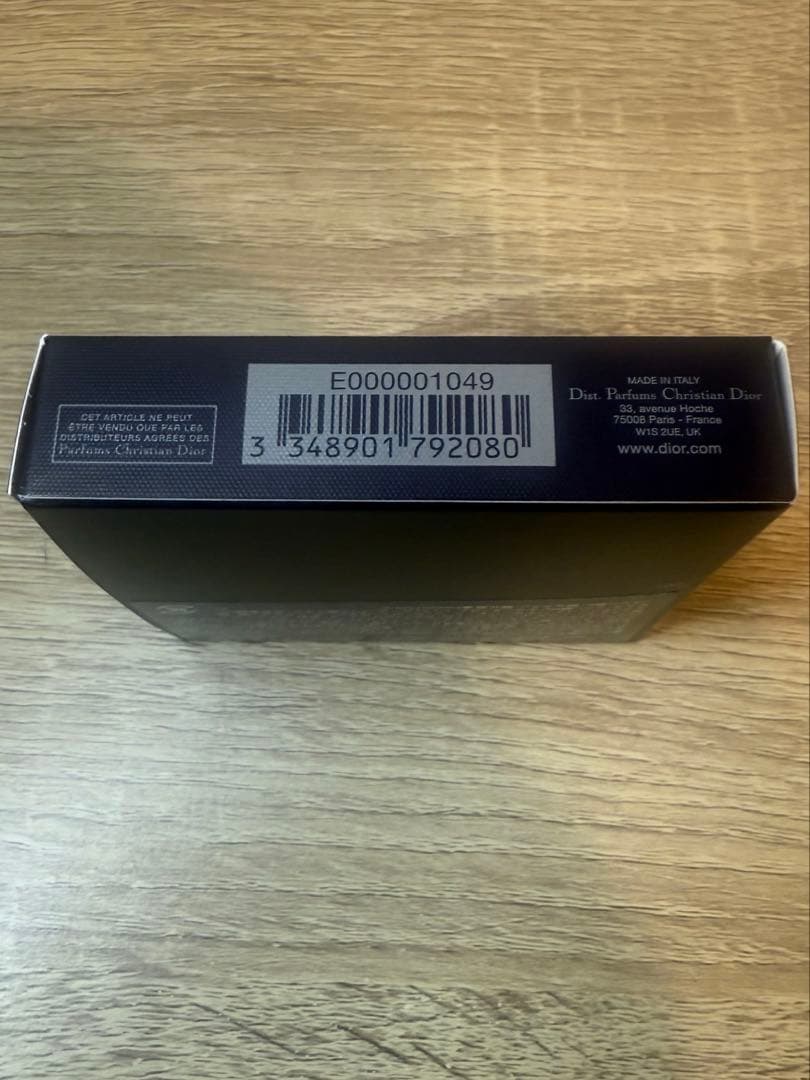 CET ARTICLE NE PEUT
ÊTRE VENDU QUE PAR LES
DISTRIBUTEURS AGRÉES DES
Parfums Christian Dior
E000001049
3 348901 792080
MADE IN ITALY
Dist. Parfums Christian Dior
33, avenue Hoche
75008 Paris - France
W1S 2UE, UK
www.dior.com